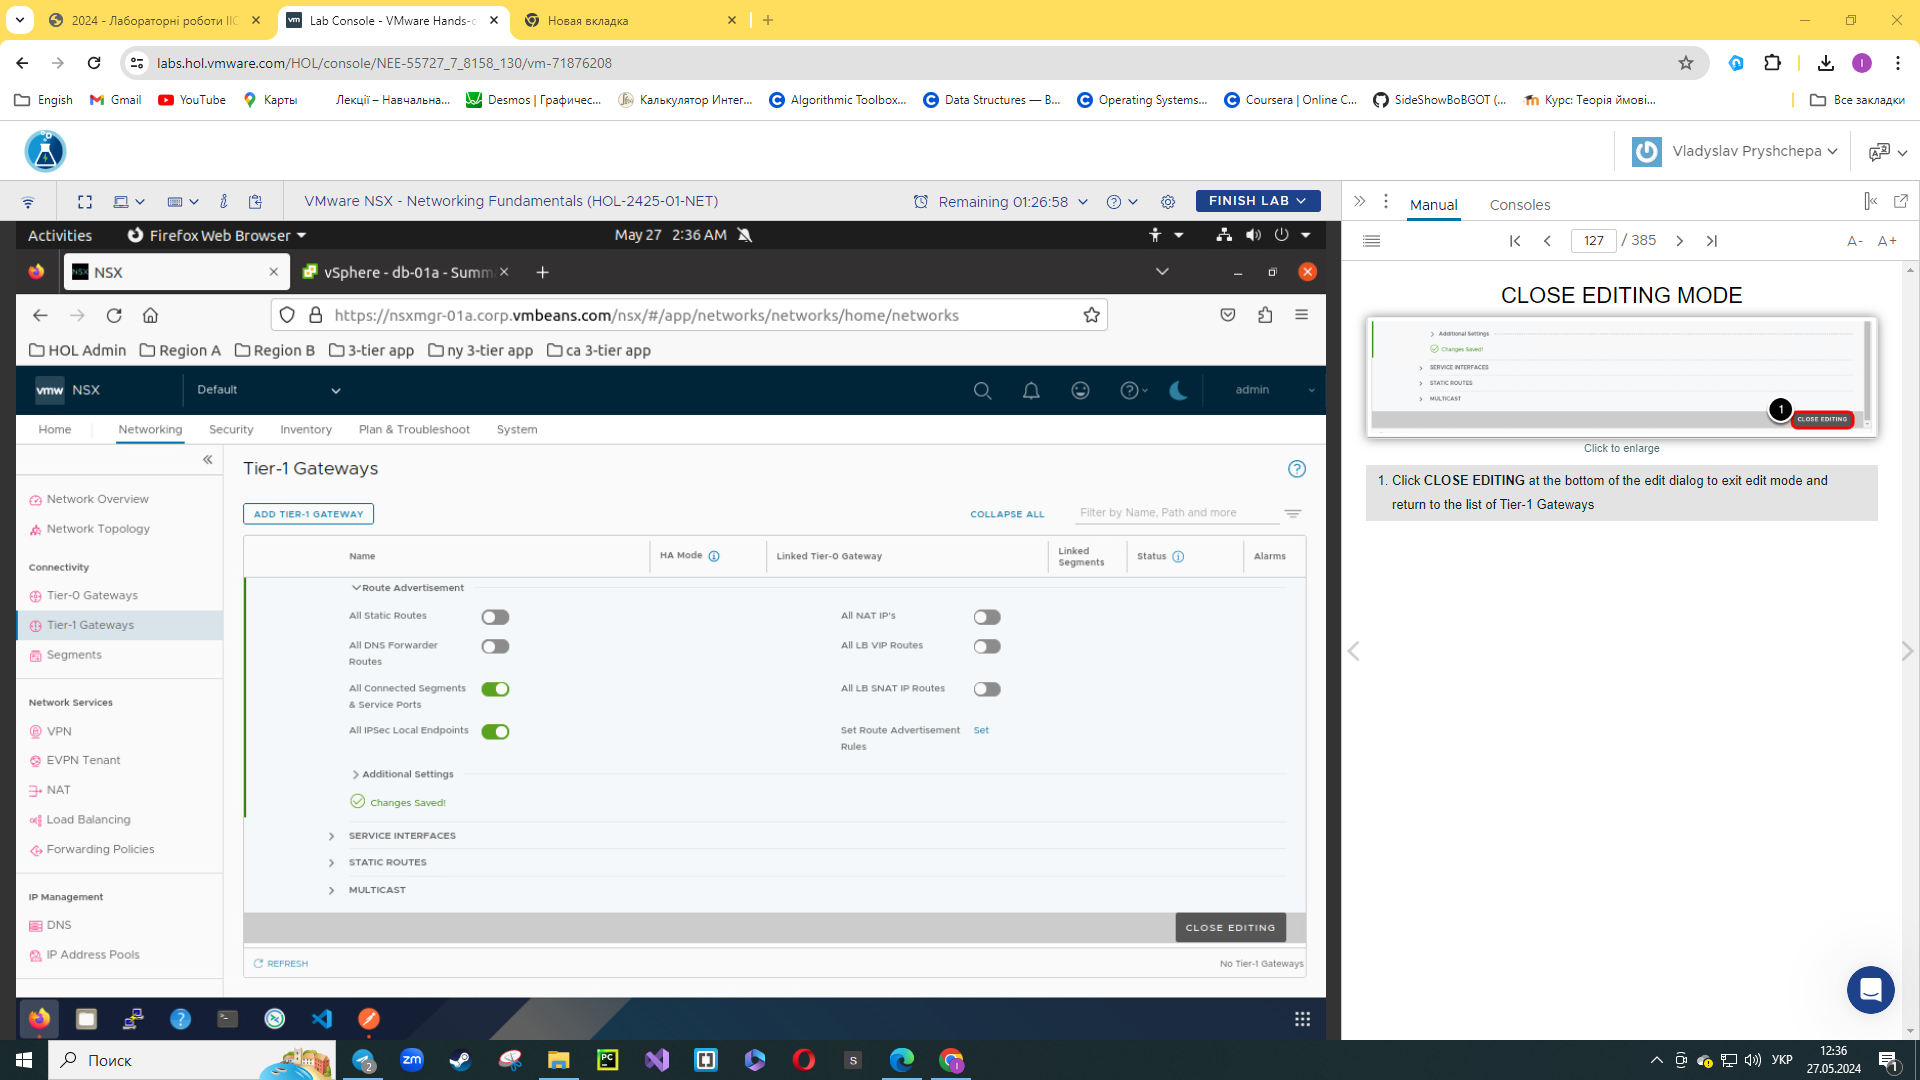 2024 - Лабораторні роботи ІІС
Lab Console - VMware Hands-o
Новая вкладка
labs.hol.vmware.com/HOL/console/NEE-55727_7_8158_130/vm-71876208
Engish
Gmail
YouTube
Карты
Лекції – Навчальна...
Desmos | Графичес...
Калькулятор Интег...
Algorithmic Toolbox...
Data Structures — В...
Operating Systems...
Coursera | Online C...
SideShowBoBGOT (...
Курс: Теорія ймові...
Все закладки
Vladyslav Pryshchepa
VMware NSX - Networking Fundamentals (HOL-2425-01-NET)
Remaining 01:26:58
FINISH LAB
Manual
Consoles
Activities
Firefox Web Browser
May 27 2:36 AM
127 / 385
A-
A+
NSX
vSphere - db-01a - Summ
https://nsxmgr-01a.corp.vmbeans.com/nsx/#/app/networks/networks/home/networks
HOL Admin
Region A
Region B
3-tier app
ny 3-tier app
ca 3-tier app
vmw NSX
Default
admin
Home
Networking
Security
Inventory
Plan & Troubleshoot
System
Network Overview
Network Topology
Connectivity
Tier-0 Gateways
Tier-1 Gateways
Segments
Network Services
VPN
EVPN Tenant
NAT
Load Balancing
Forwarding Policies
IP Management
DNS
IP Address Pools
Tier-1 Gateways
ADD TIER-1 GATEWAY
COLLAPSE ALL
Filter by Name, Path and more
Name
HA Mode
Linked Tier-0 Gateway
Linked
Segments
Status
Alarms
Route Advertisement
All Static Routes
All NAT IP's
All DNS Forwarder
Routes
All LB VIP Routes
All Connected Segments
& Service Ports
All LB SNAT IP Routes
All IPSec Local Endpoints
Set Route Advertisement
Rules
Set
Additional Settings
Changes Saved!
SERVICE INTERFACES
STATIC ROUTES
MULTICAST
CLOSE EDITING
REFRESH
No Tier-1 Gateways
CLOSE EDITING MODE
Additional Settings
Changes Saved!
SERVICE INTERFACES
STATIC ROUTES
MULTICAST
1
CLOSE EDITING
Click to enlarge
1. Click CLOSE EDITING at the bottom of the edit dialog to exit edit mode and
return to the list of Tier-1 Gateways
Поиск
2
zm
PC
S
УКР
12:36
27.05.2024
1